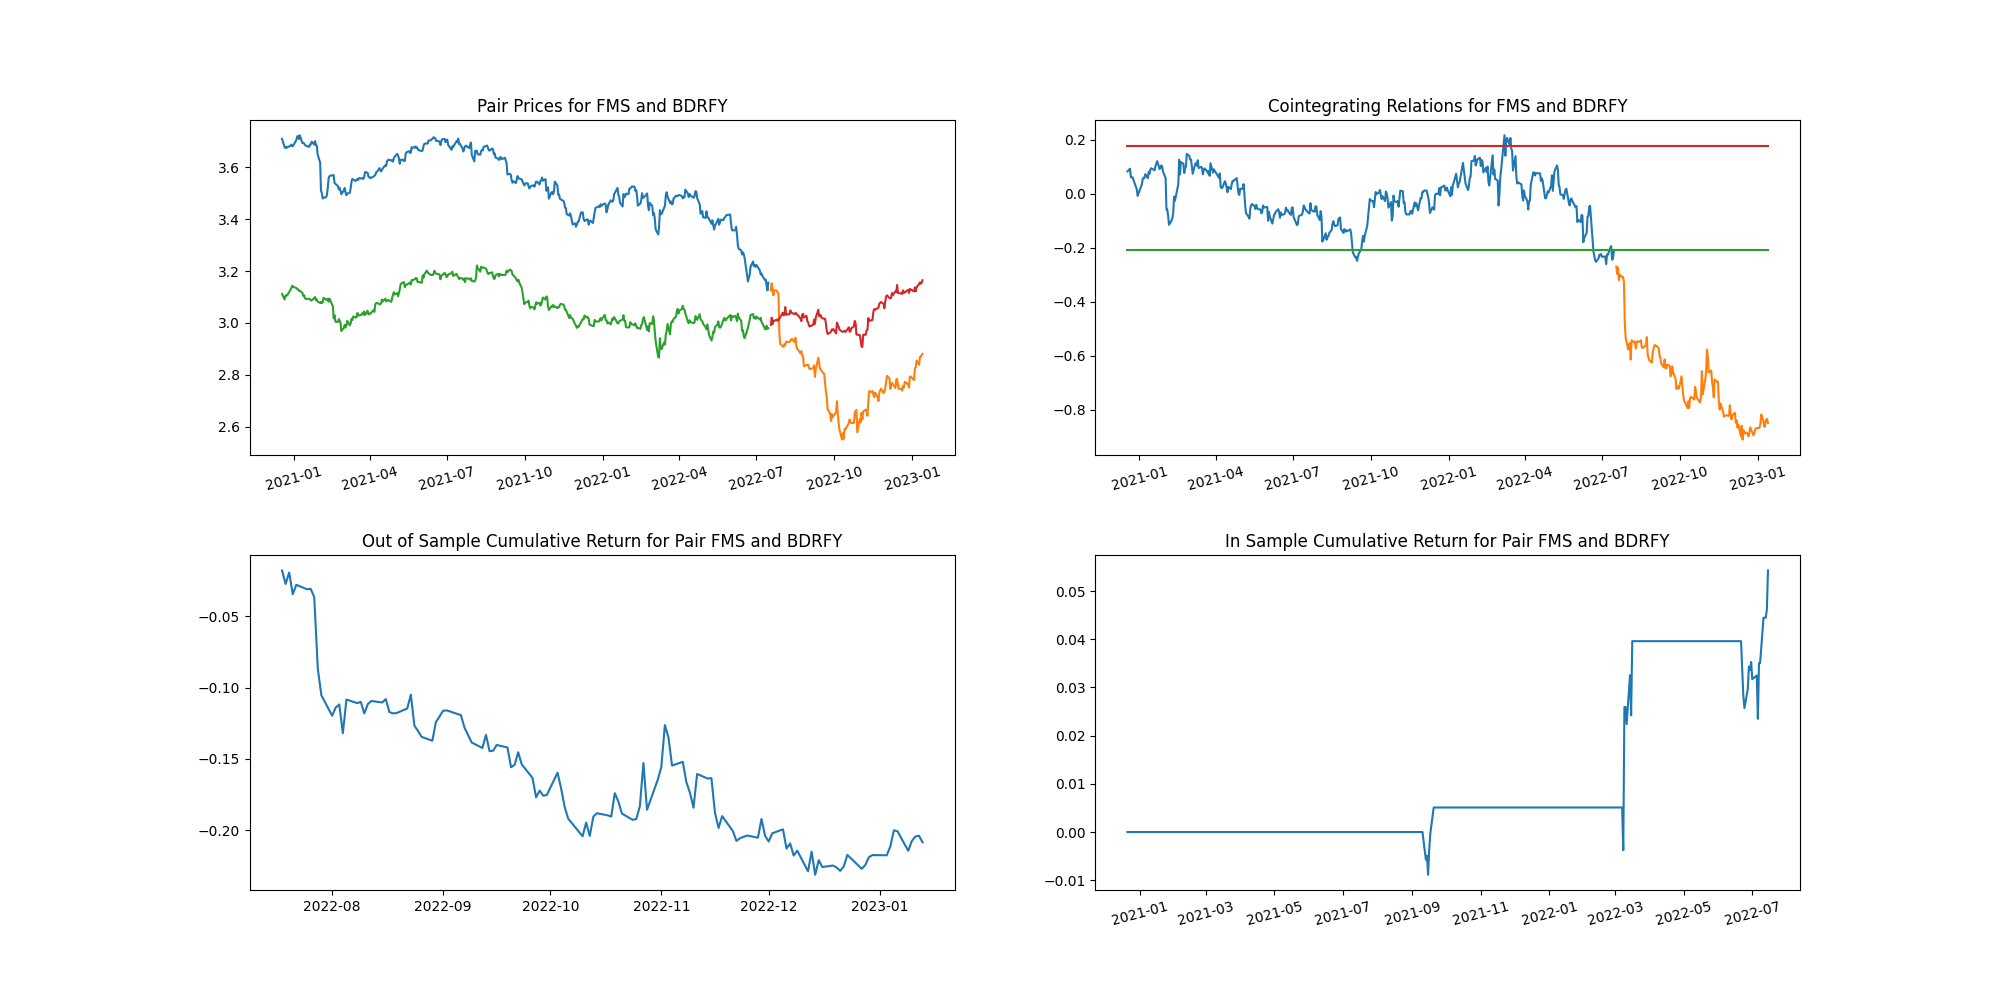 Pair Prices for FMS and BDRFY
3.6
3.4
3.2
3.0
2.8
2.6
2021-01 2021-04 2021-07 2021-10 2022-01 2022-04 2022-07 2022-10 2023-01
Cointegrating Relations for FMS and BDRFY
0.2
0.0
−0.2
−0.4
−0.6
−0.8
2021-01 2021-04 2021-07 2021-10 2022-01 2022-04 2022-07 2022-10 2023-01
Out of Sample Cumulative Return for Pair FMS and BDRFY
−0.05
−0.10
−0.15
−0.20
2022-08 2022-09 2022-10 2022-11 2022-12 2023-01
In Sample Cumulative Return for Pair FMS and BDRFY
0.05
0.04
0.03
0.02
0.01
0.00
−0.01
2021-01 2021-03 2021-05 2021-07 2021-09 2021-11 2022-01 2022-03 2022-05 2022-07